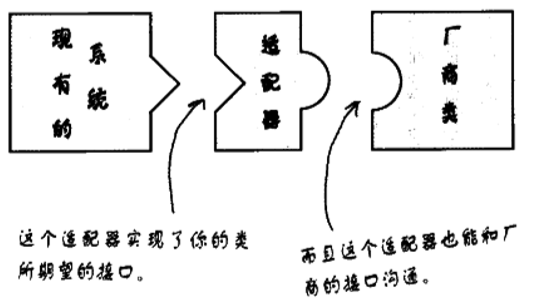 现有的
系统
适配器
厂商类
这个适配器实现了你的类
所期望的接口。
而且这个适配器也能和厂
商的接口沟通。